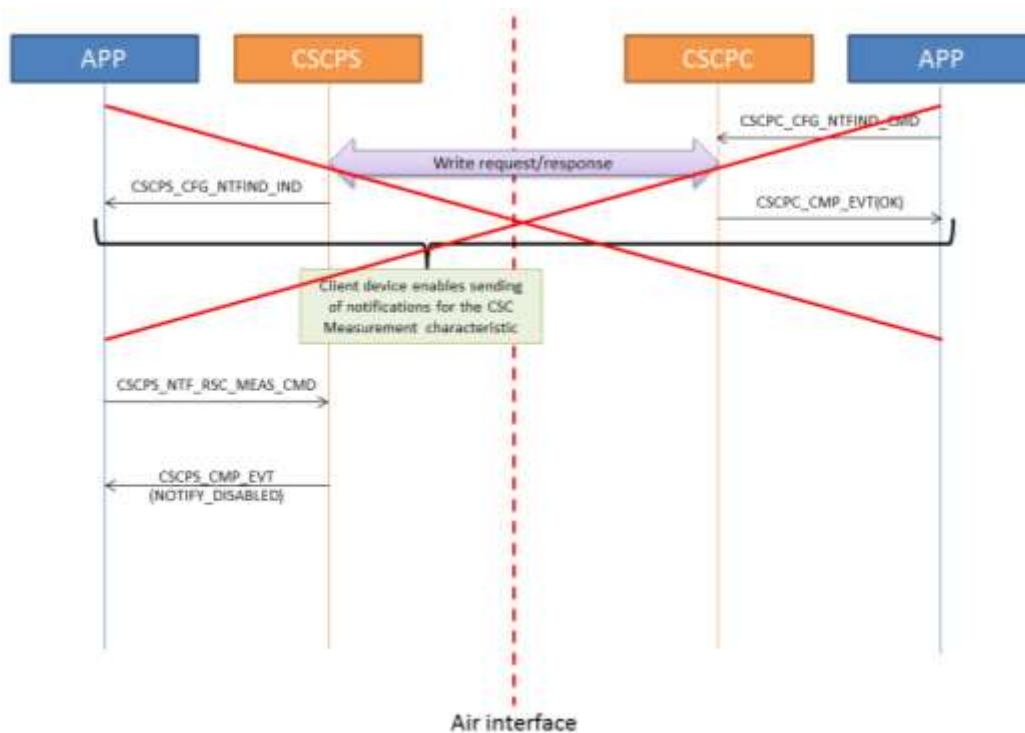 APP
CSCPS
CSCPC
APP
CSCPC_CFG_NTFIND_CMD
Write request/response
CSCPS_CFG_NTFIND_IND
CSCPC_CMP_EVT(OK)
Client device enables sending
of notifications for the CSC
Measurement characteristic
CSCPS_NTF_RSC_MEAS_CMD
CSCPS_CMP_EVT
(NOTIFY_DISABLED)
Air interface